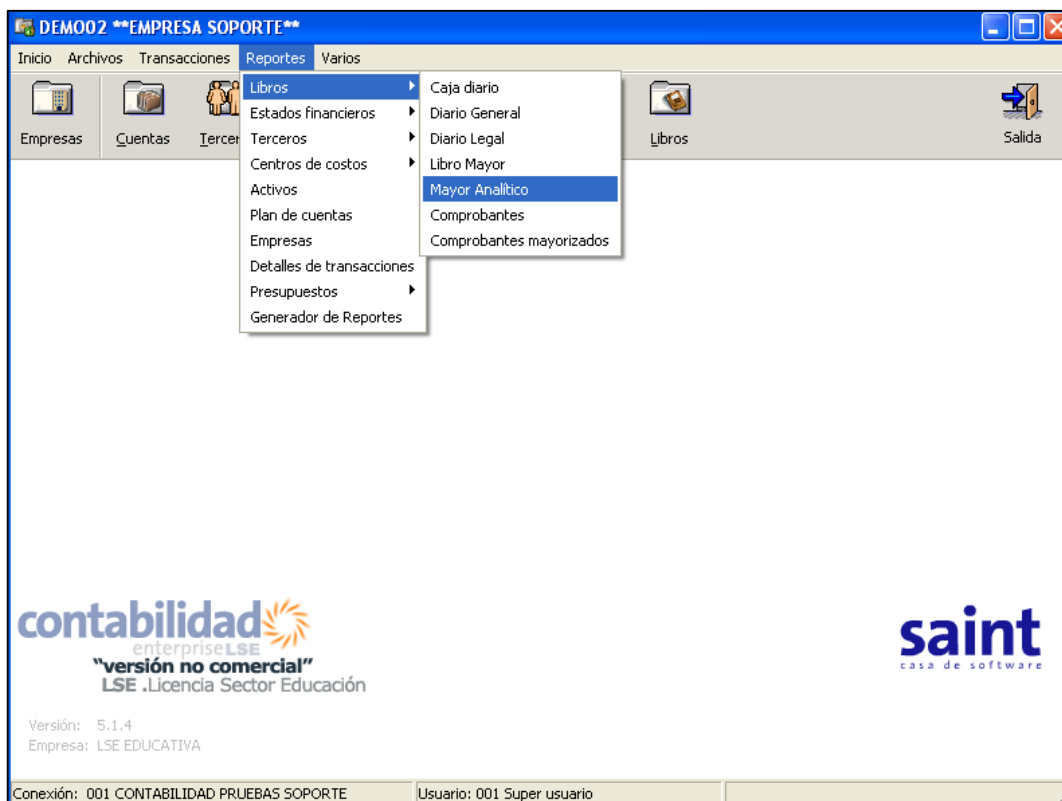 DEMO02 **EMPRESA SOPORTE**
Inicio Archivos Transacciones Reportes Varios
Empresas Cuentas Libros Salida
Libros
Estados financieros
Terceros
Centros de costos
Activos
Plan de cuentas
Empresas
Detalles de transacciones
Presupuestos
Generador de Reportes
Caja diario
Diario General
Diario Legal
Libro Mayor
Mayor Analítico
Comprobantes
Comprobantes mayorizados
contabilidad
enterprise LSE
"versión no comercial"
LSE .Licencia Sector Educación
saint
casa de software
Versión: 5.1.4
Empresa: LSE EDUCATIVA
Conexión: 001 CONTABILIDAD PRUEBAS SOPORTE Usuario: 001 Super usuario